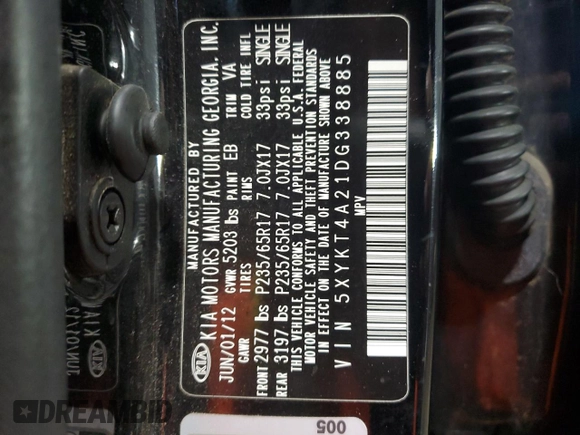 MANUFACTURED BY
KIA KIA MOTORS MANUFACTURING GEORGIA, INC.
JUN/01/12 GVWR 5203 lbs PAINT EB TRIM VA
GAWR TIRES RIMS COLD TIRE INFL
FRONT 2977 lbs P235/65R17 7.0JX17 33psi SINGLE
REAR 3197 lbs P235/65R17 7.0JX17 33psi SINGLE
THIS VEHICLE CONFORMS TO ALL APPLICABLE U.S.A. FEDERAL
MOTOR VEHICLE SAFETY AND THEFT PREVENTION STANDARDS
IN EFFECT ON THE DATE OF MANUFACTURE SHOWN ABOVE
VIN 5XYKT4A21DG338885
MPV
005
KIA
DREAMBID